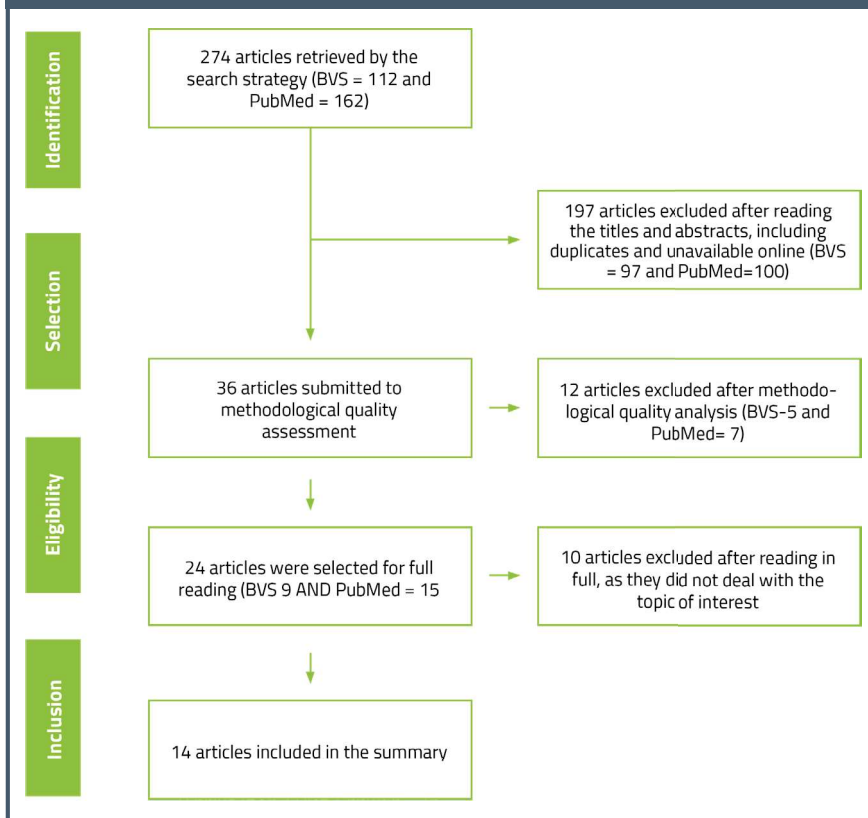 Identification
274 articles retrieved by the
search strategy (BVS = 112 and
PubMed = 162)
197 articles excluded after reading
the titles and abstracts, including
duplicates and unavailable online (BVS
= 97 and PubMed=100)
Selection
36 articles submitted to
methodological quality
assessment
12 articles excluded after methodo-
logical quality analysis (BVS-5 and
PubMed= 7)
Eligibility
24 articles were selected for full
reading (BVS 9 AND PubMed = 15
10 articles excluded after reading in
full, as they did not deal with the
topic of interest
Inclusion
14 articles included in the summary